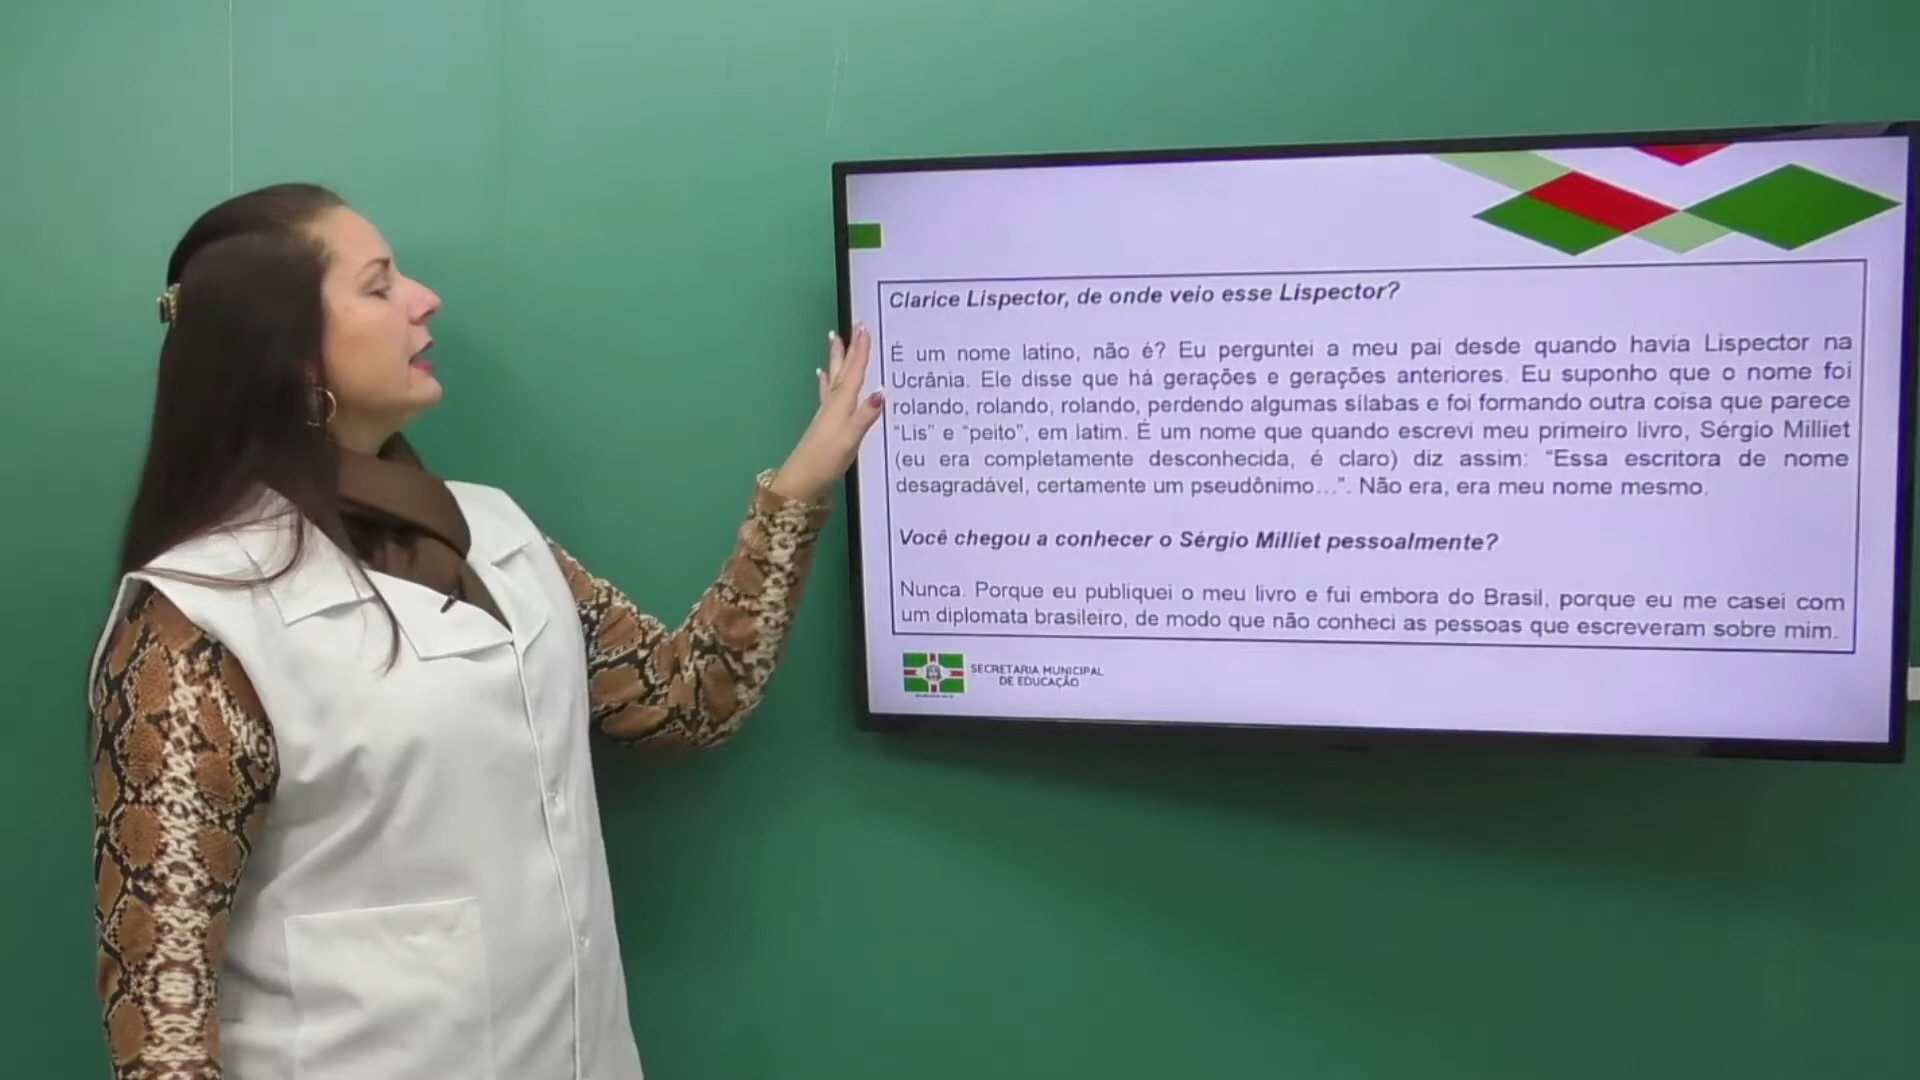 Clarice Lispector, de onde veio esse Lispector?
É um nome latino, não é? Eu perguntei a meu pai desde quando havia Lispector na
Ucrânia. Ele disse que há gerações e gerações anteriores. Eu suponho que o nome foi
rolando, rolando, rolando, perdendo algumas sílabas e foi formando outra coisa que parece
“Lis” e “peito”, em latim. É um nome que quando escrevi meu primeiro livro, Sérgio Milliet
(eu era completamente desconhecida, é claro) diz assim: “Essa escritora de nome
desagradável, certamente um pseudônimo…”. Não era, era meu nome mesmo.
Você chegou a conhecer o Sérgio Milliet pessoalmente?
Nunca. Porque eu publiquei o meu livro e fui embora do Brasil, porque eu me casei com
um diplomata brasileiro, de modo que não conheci as pessoas que escreveram sobre mim.
SECRETARIA MUNICIPAL
DE EDUCAÇÃO